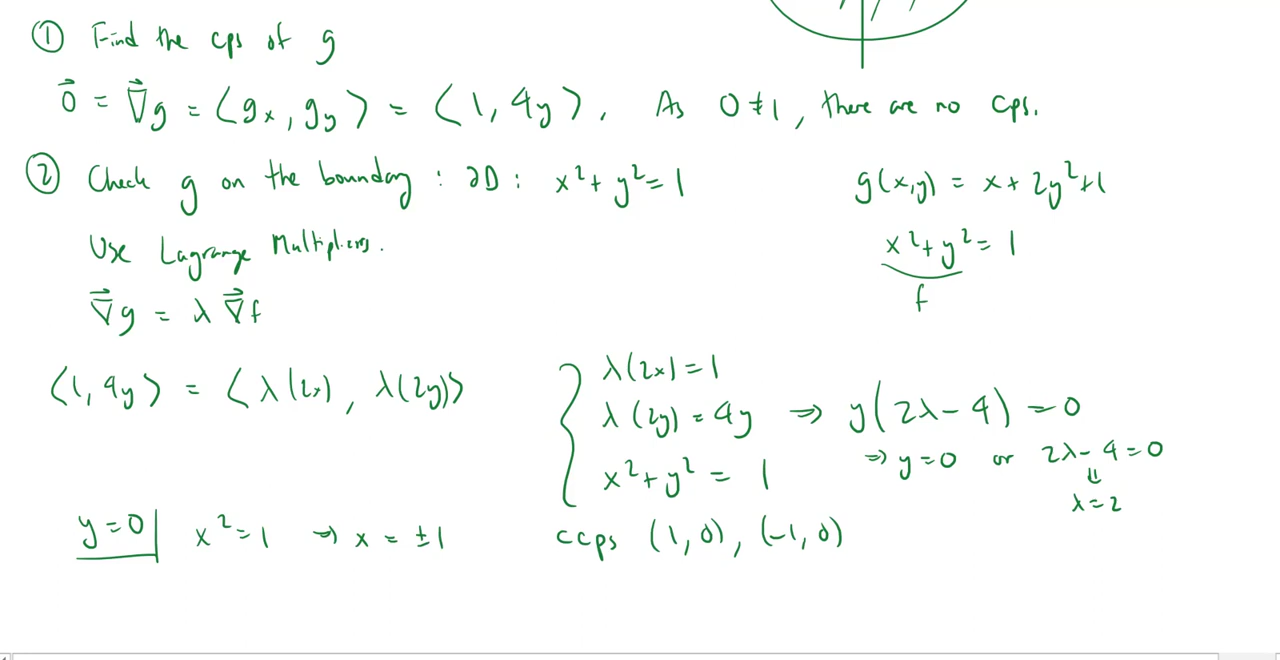 ① Find the cps of g
0⃗ = ∇⃗g = ⟨g_x, g_y⟩ = ⟨1, 4y⟩. As 0 ≠ 1, there are no cps.
② Check g on the boundary : ∂D : x² + y² = 1
g(x,y) = x + 2y² + 1
Use Lagrange Multipliers.
x² + y² = 1
f
∇⃗g = λ ∇⃗f
⟨1, 4y⟩ = ⟨λ(2x), λ(2y)⟩
λ(2x) = 1
λ(2y) = 4y ⇒ y(2λ - 4) = 0
x² + y² = 1
⇒ y = 0 or 2λ - 4 = 0
⇓
λ = 2
y = 0 | x² = 1 ⇒ x = ±1 ccps (1, 0), (-1, 0)